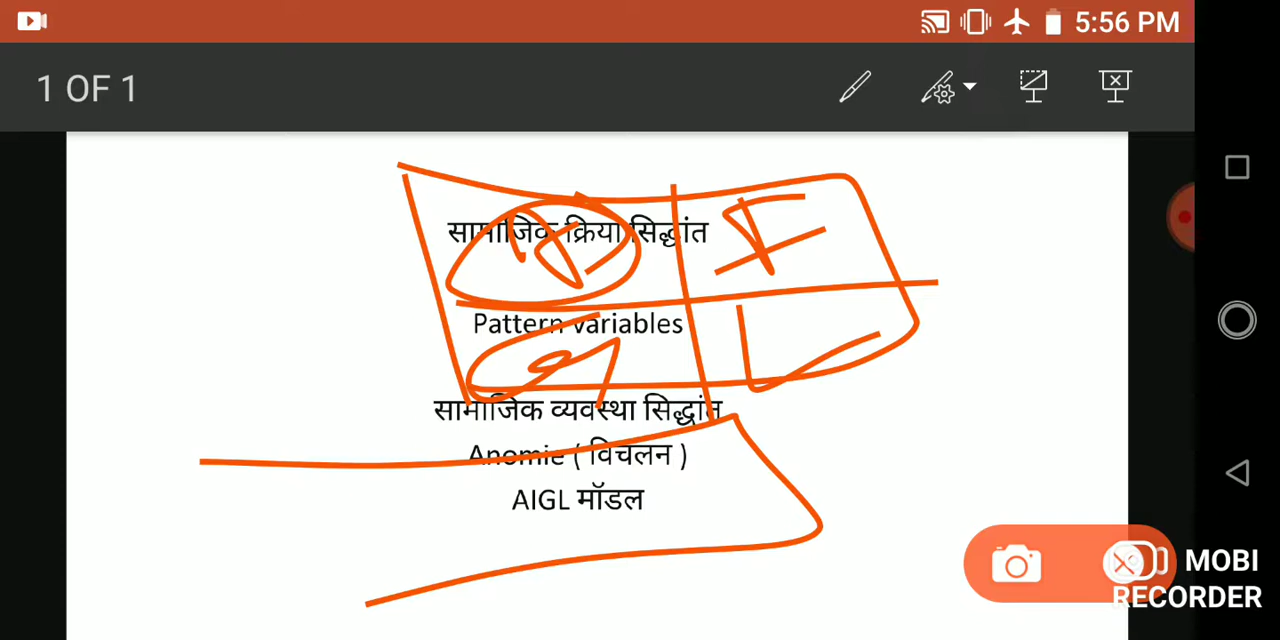 5:56 PM
1 OF 1
सामाजिक क्रिया सिद्धांत
Pattern variables
सामाजिक व्यवस्था सिद्धांत
Anomie ( विचलन )
AIGL मॉडल
MOBI
RECORDER